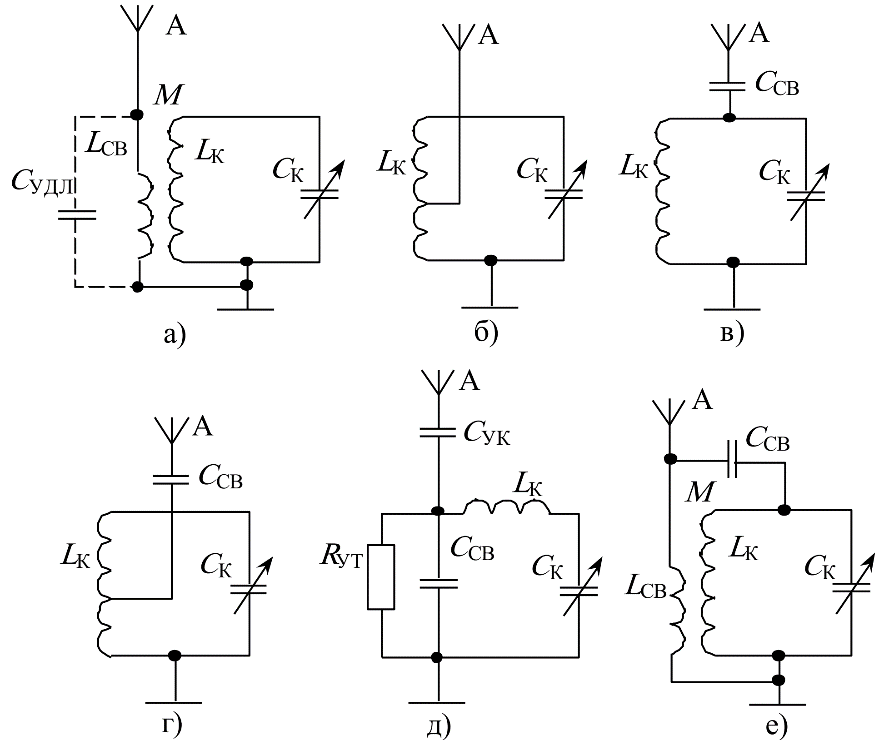 А
М
LСВ
LК
CУДЛ
CК
а)
А
LК
CК
б)
А
CСВ
LК
CК
в)
А
CСВ
LК
CК
г)
А
CУК
LК
RУТ
CСВ
CК
д)
А
CСВ
М
LК
CК
LСВ
е)